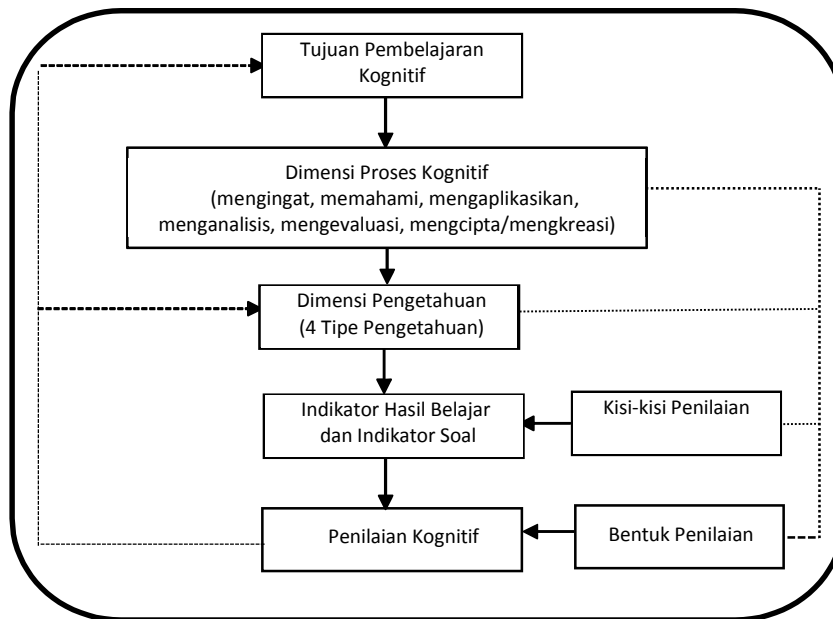 Tujuan Pembelajaran
Kognitif
Dimensi Proses Kognitif
(mengingat, memahami, mengaplikasikan,
menganalisis, mengevaluasi, mengcipta/mengkreasi)
Dimensi Pengetahuan
(4 Tipe Pengetahuan)
Indikator Hasil Belajar
dan Indikator Soal
Kisi-kisi Penilaian
Penilaian Kognitif
Bentuk Penilaian